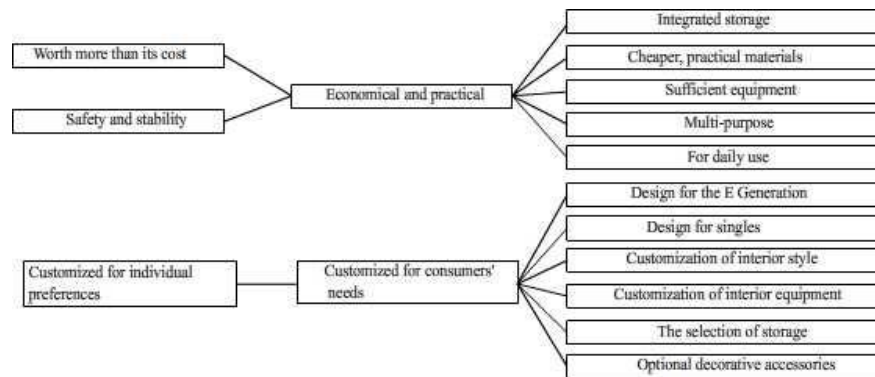 Worth more than its cost
Safety and stability
Economical and practical
Integrated storage
Cheaper, practical materials
Sufficient equipment
Multi-purpose
For daily use
Customized for individual
preferences
Customized for consumers'
needs
Design for the E Generation
Design for singles
Customization of interior style
Customization of interior equipment
The selection of storage
Optional decorative accessories